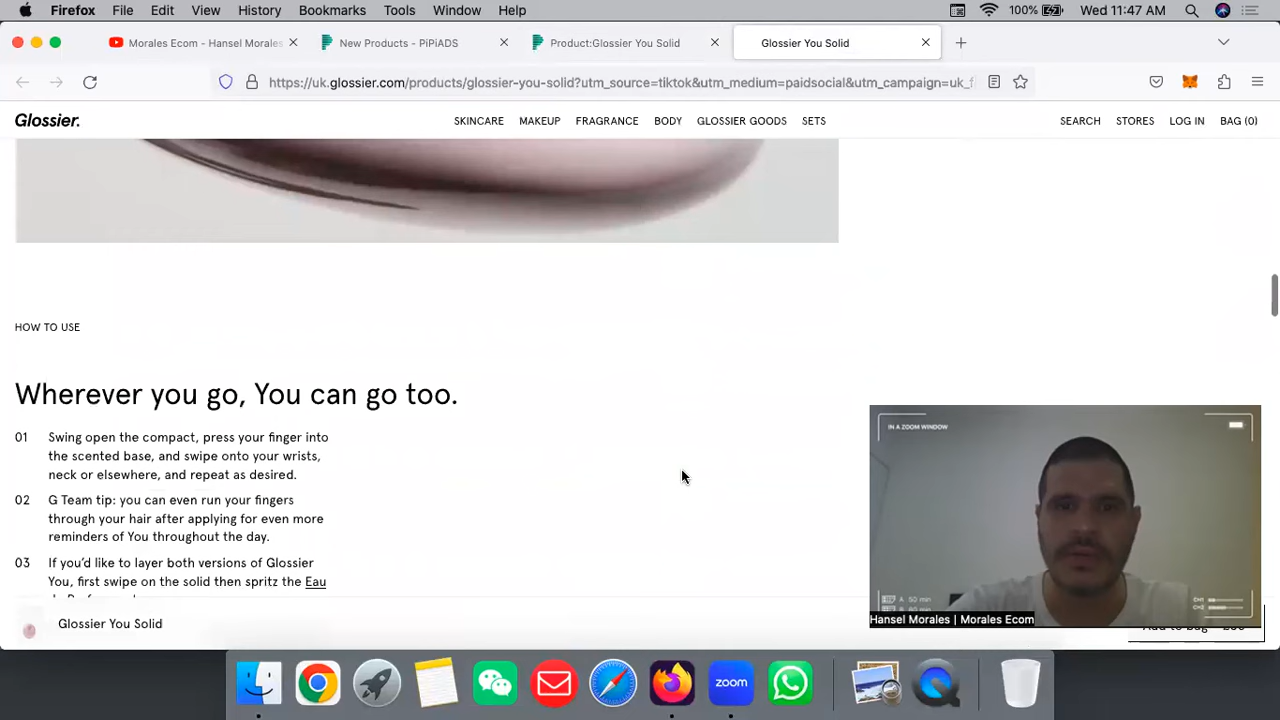 Firefox File Edit View History Bookmarks Tools Window Help 100% Wed 11:47 AM
Morales Ecom - Hansel Morales New Products - PiPiADS Product:Glossier You Solid Glossier You Solid
https://uk.glossier.com/products/glossier-you-solid?utm_source=tiktok&utm_medium=paidsocial&utm_campaign=uk_f
Glossier. SKINCARE MAKEUP FRAGRANCE BODY GLOSSIER GOODS SETS SEARCH STORES LOG IN BAG (0)
HOW TO USE
Wherever you go, You can go too.
01 Swing open the compact, press your finger into
the scented base, and swipe onto your wrists,
neck or elsewhere, and repeat as desired.
02 G Team tip: you can even run your fingers
through your hair after applying for even more
reminders of You throughout the day.
03 If you'd like to layer both versions of Glossier
You, first swipe on the solid then spritz the Eau
Glossier You Solid
IN A ZOOM WINDOW
A 50 min
CH1
CH2
Hansel Morales | Morales Ecom
zoom